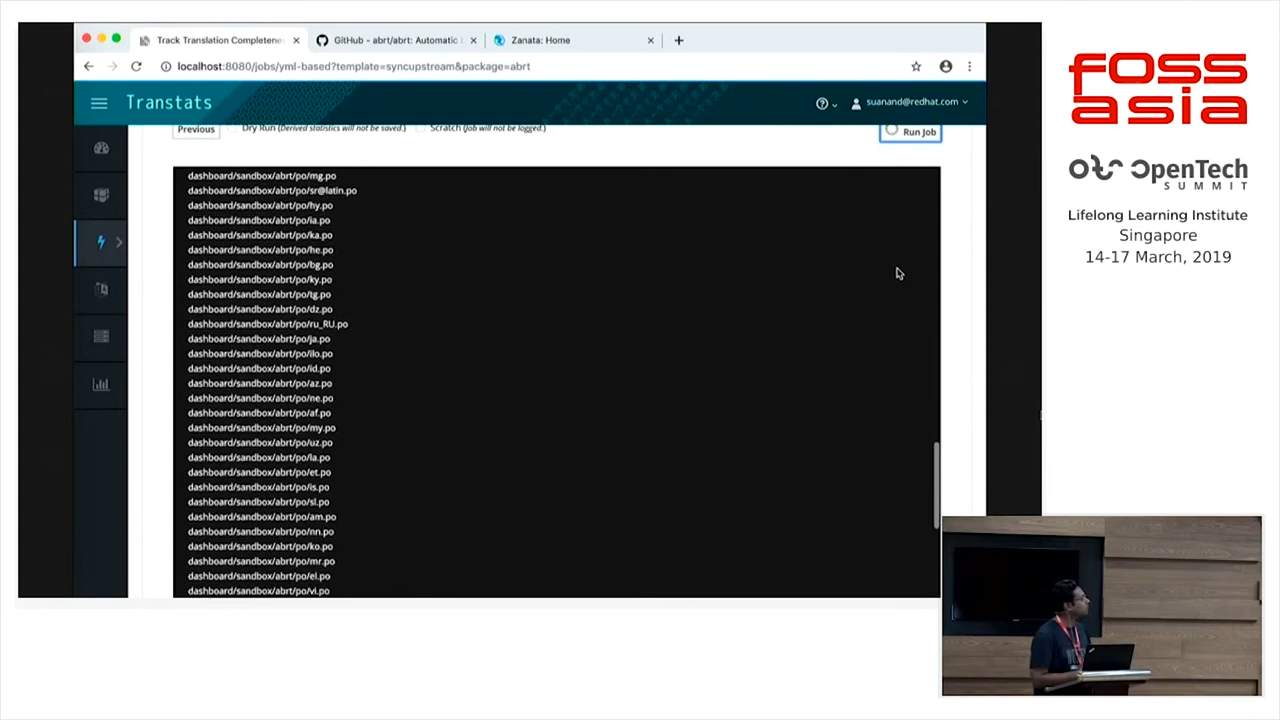 Track Translation Completene
GitHub - abrt/abrt: Automatic
Zanata: Home
localhost:8080/jobs/yml-based?template=syncupstream&package=abrt
Transtats
suanand@redhat.com
Previous
Dry Run (Derived statistics will not be saved.)
Scratch (Job will not be logged.)
Run Job
dashboard/sandbox/abrt/po/mg.po
dashboard/sandbox/abrt/po/sr@latin.po
dashboard/sandbox/abrt/po/hy.po
dashboard/sandbox/abrt/po/ia.po
dashboard/sandbox/abrt/po/ka.po
dashboard/sandbox/abrt/po/he.po
dashboard/sandbox/abrt/po/bg.po
dashboard/sandbox/abrt/po/ky.po
dashboard/sandbox/abrt/po/tg.po
dashboard/sandbox/abrt/po/dz.po
dashboard/sandbox/abrt/po/ru_RU.po
dashboard/sandbox/abrt/po/ja.po
dashboard/sandbox/abrt/po/ilo.po
dashboard/sandbox/abrt/po/id.po
dashboard/sandbox/abrt/po/az.po
dashboard/sandbox/abrt/po/ne.po
dashboard/sandbox/abrt/po/af.po
dashboard/sandbox/abrt/po/my.po
dashboard/sandbox/abrt/po/uz.po
dashboard/sandbox/abrt/po/la.po
dashboard/sandbox/abrt/po/et.po
dashboard/sandbox/abrt/po/is.po
dashboard/sandbox/abrt/po/sl.po
dashboard/sandbox/abrt/po/am.po
dashboard/sandbox/abrt/po/nn.po
dashboard/sandbox/abrt/po/ko.po
dashboard/sandbox/abrt/po/mr.po
dashboard/sandbox/abrt/po/el.po
dashboard/sandbox/abrt/po/vi.po
FOSS
asia
OpenTech
SUMMIT
Lifelong Learning Institute
Singapore
14-17 March, 2019